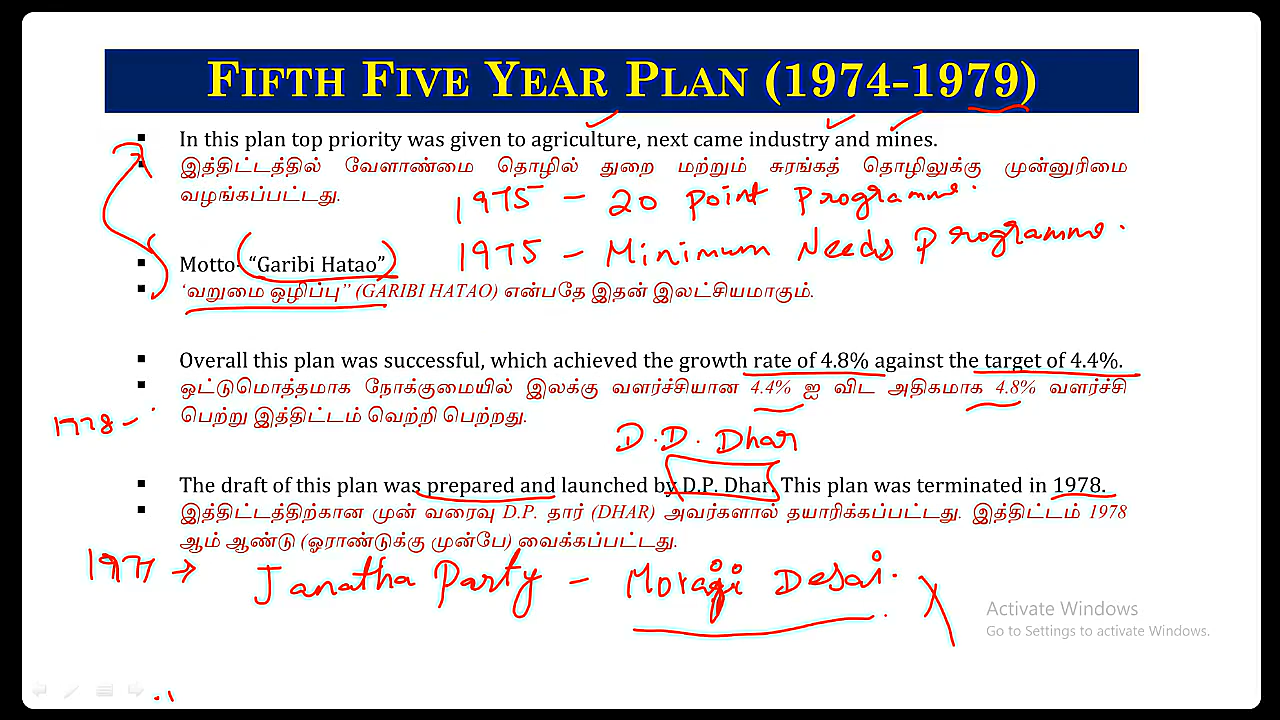 FIFTH FIVE YEAR PLAN (1974-1979)
In this plan top priority was given to agriculture, next came industry and mines.
இத்திட்டத்தில் வேளாண்மை தொழில் துறை மற்றும் சுரங்கத் தொழிலுக்கு முன்னுரிமை
வழங்கப்பட்டது.
1975 - 20 Point Programme.
1975 - Minimum Needs Programme.
Motto- “Garibi Hatao”
‘வறுமை ஒழிப்பு” (GARIBI HATAO) என்பதே இதன் இலட்சியமாகும்.
Overall this plan was successful, which achieved the growth rate of 4.8% against the target of 4.4%.
ஒட்டுமொத்தமாக நோக்குமையில் இலக்கு வளர்ச்சியான 4.4% ஐ விட அதிகமாக 4.8% வளர்ச்சி
பெற்று இத்திட்டம் வெற்றி பெற்றது.
1978 -
D.D. Dhar
The draft of this plan was prepared and launched by D.P. Dhar. This plan was terminated in 1978.
இத்திட்டத்திற்கான முன் வரைவு D.P. தார் (DHAR) அவர்களால் தயாரிக்கப்பட்டது. இத்திட்டம் 1978
ஆம் ஆண்டு (ஓராண்டுக்கு முன்பே) வைக்கப்பட்டது.
1977 → Janatha Party - Moraji Desai.
Activate Windows
Go to Settings to activate Windows.